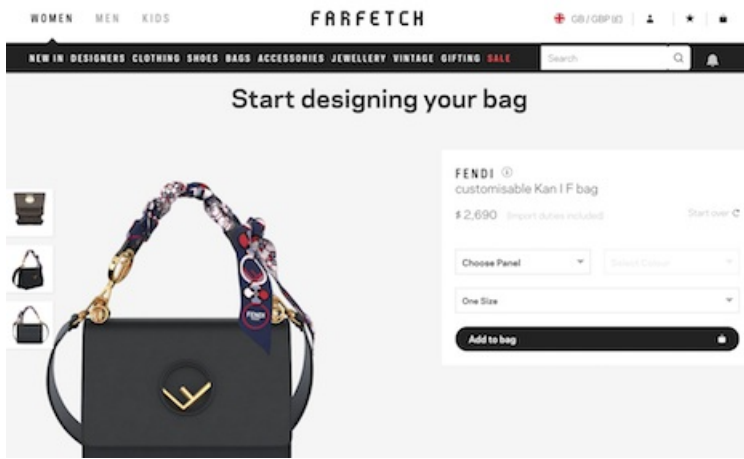 WOMEN MEN KIDS
FARFETCH
GB / GBP (£)
NEW IN DESIGNERS CLOTHING SHOES BAGS ACCESSORIES JEWELLERY VINTAGE GIFTING SALE
Search
Start designing your bag
FENDI
customisable Kan I F bag
$2,690 (Import duties included)
Start over
Choose Panel
Select Colour
One Size
Add to bag
FENDI